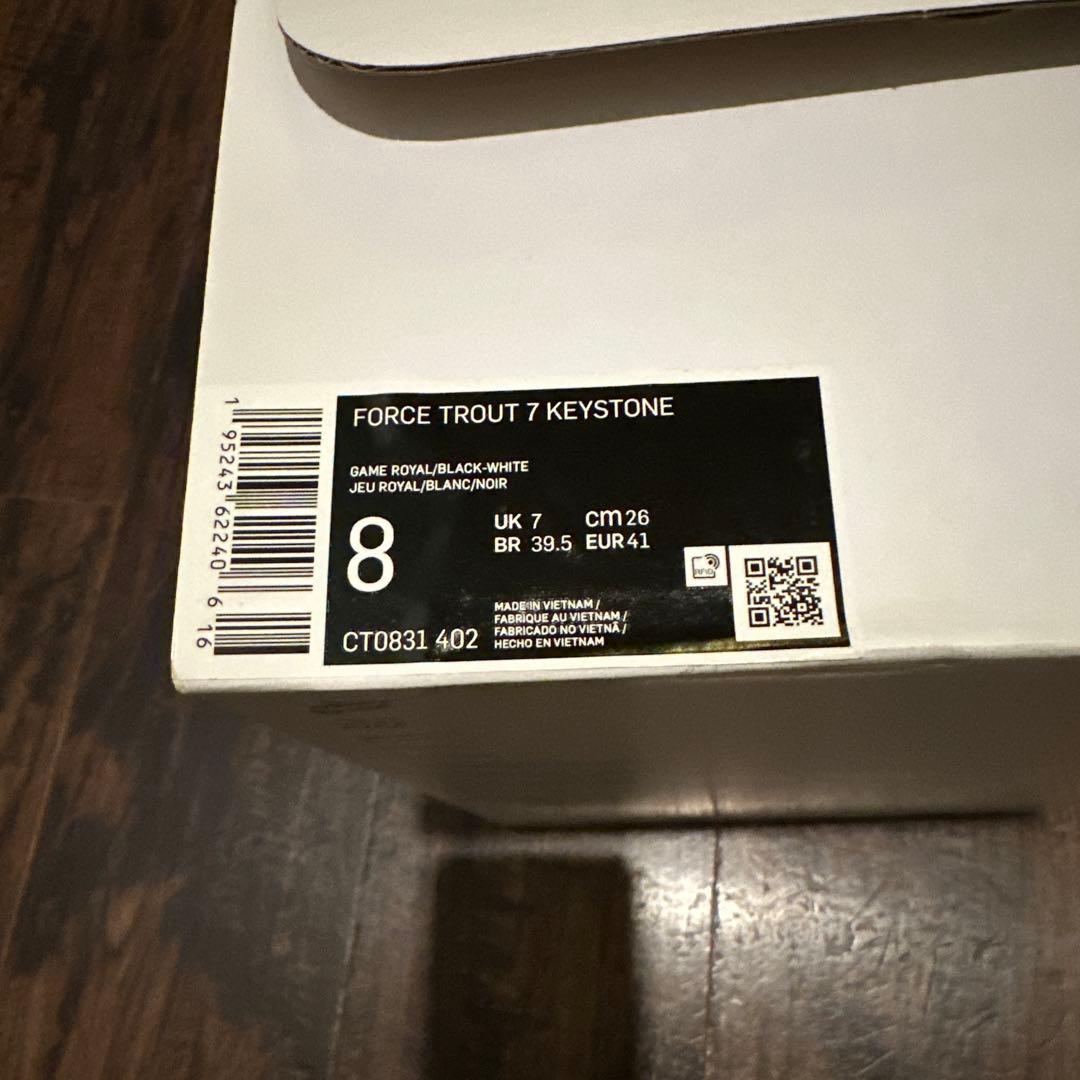 FORCE TROUT 7 KEYSTONE
GAME ROYAL/BLACK-WHITE
JEU ROYAL/BLANC/NOIR
8
UK 7 cm 26
BR 39.5 EUR 41
RFID
MADE IN VIETNAM /
FABRIQUE AU VIETNAM /
FABRICADO NO VIETNÃ /
HECHO EN VIETNAM
CT0831 402
1 95243 62240 6 16